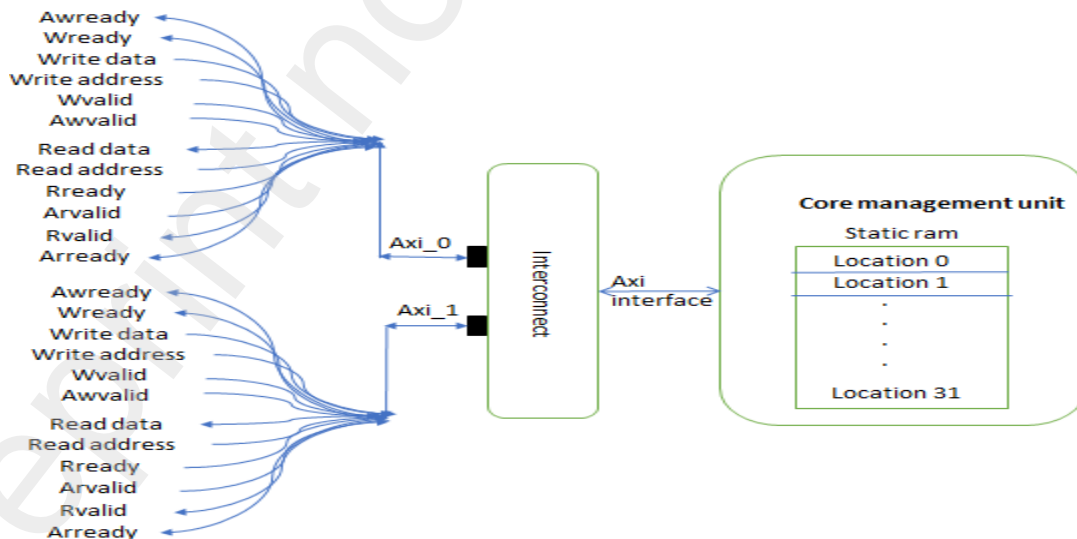 Awready
Wready
Write data
Write address
Wvalid
Awvalid
Read data
Read address
Rready
Arvalid
Rvalid
Arready
Axi_0
Awready
Wready
Write data
Write address
Wvalid
Awvalid
Read data
Read address
Rready
Arvalid
Rvalid
Arready
Axi_1
Interconnect
Axi
interface
Core management unit
Static ram
Location 0
Location 1
Location 31